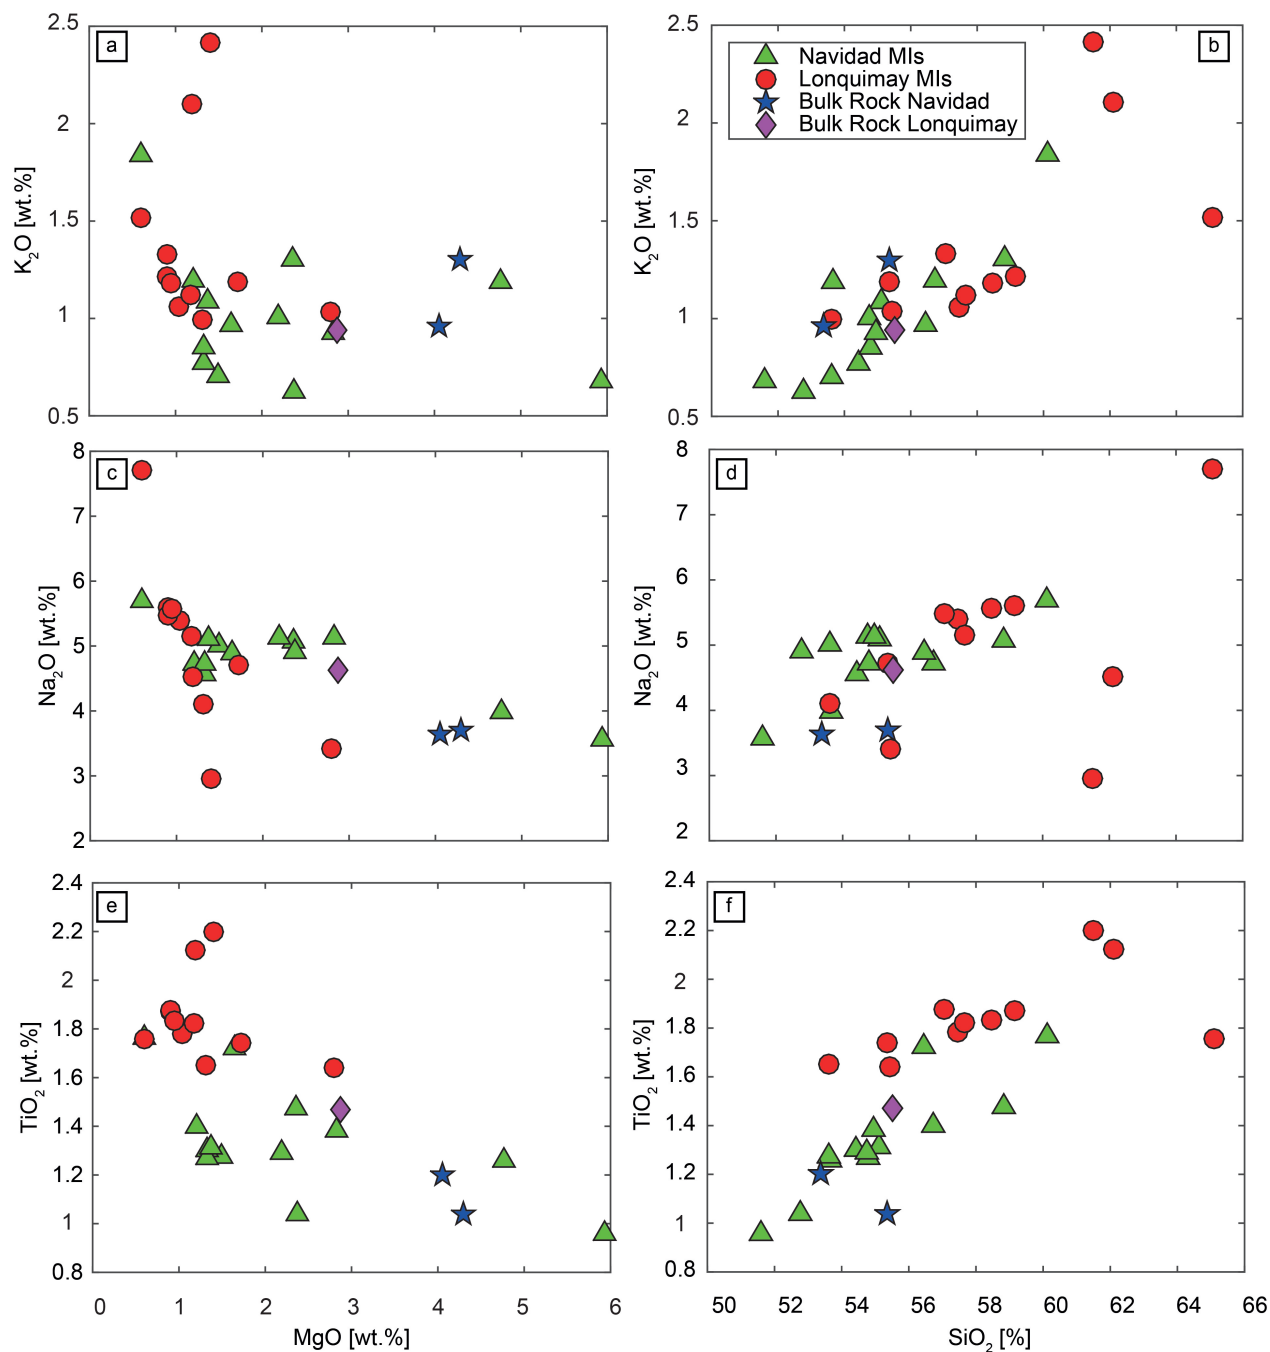 a
2.5
2
1.5
1
0.5
K2O [wt.%]
b
Navidad MIs
Lonquimay MIs
Bulk Rock Navidad
Bulk Rock Lonquimay
2.5
2
1.5
1
0.5
K2O [wt.%]
c
8
7
6
5
4
3
2
Na2O [wt.%]
d
8
7
6
5
4
3
2
Na2O [wt.%]
e
2.4
2.2
2
1.8
1.6
1.4
1.2
1
0.8
TiO2 [wt.%]
0 1 2 3 4 5 6
MgO [wt.%]
f
2.4
2.2
2
1.8
1.6
1.4
1.2
1
0.8
TiO2 [wt.%]
50 52 54 56 58 60 62 64 66
SiO2 [%]